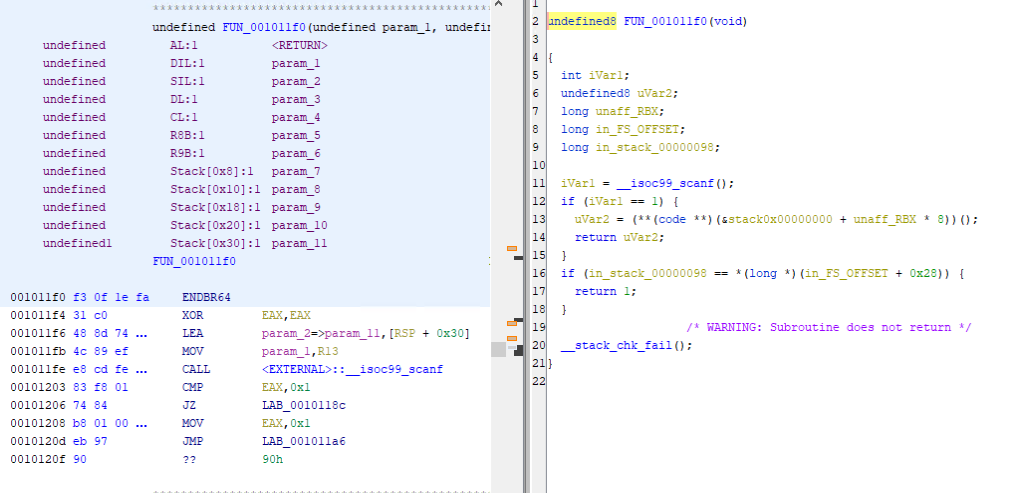 undefined FUN_001011f0(undefined param_1, undefin
undefined AL:1 <RETURN>
undefined DIL:1 param_1
undefined SIL:1 param_2
undefined DL:1 param_3
undefined CL:1 param_4
undefined R8B:1 param_5
undefined R9B:1 param_6
undefined Stack[0x8]:1 param_7
undefined Stack[0x10]:1 param_8
undefined Stack[0x18]:1 param_9
undefined Stack[0x20]:1 param_10
undefined1 Stack[0x30]:1 param_11
FUN_001011f0
001011f0 f3 0f 1e fa ENDBR64
001011f4 31 c0 XOR EAX,EAX
001011f6 48 8d 74 ... LEA param_2=>param_11,[RSP + 0x30]
001011fb 4c 89 ef MOV param_1,R13
001011fe e8 cd fe ... CALL <EXTERNAL>::__isoc99_scanf
00101203 83 f8 01 CMP EAX,0x1
00101206 74 84 JZ LAB_0010118c
00101208 b8 01 00 ... MOV EAX,0x1
0010120d eb 97 JMP LAB_001011a6
0010120f 90 ?? 90h
1
2 undefined8 FUN_001011f0(void)
3
4 {
5 int iVar1;
6 undefined8 uVar2;
7 long unaff_RBX;
8 long in_FS_OFFSET;
9 long in_stack_00000098;
10
11 iVar1 = __isoc99_scanf();
12 if (iVar1 == 1) {
13 uVar2 = (**(code **)(&stack0x00000000 + unaff_RBX * 8))();
14 return uVar2;
15 }
16 if (in_stack_00000098 == *(long *)(in_FS_OFFSET + 0x28)) {
17 return 1;
18 }
19 /* WARNING: Subroutine does not return */
20 __stack_chk_fail();
21 }
22